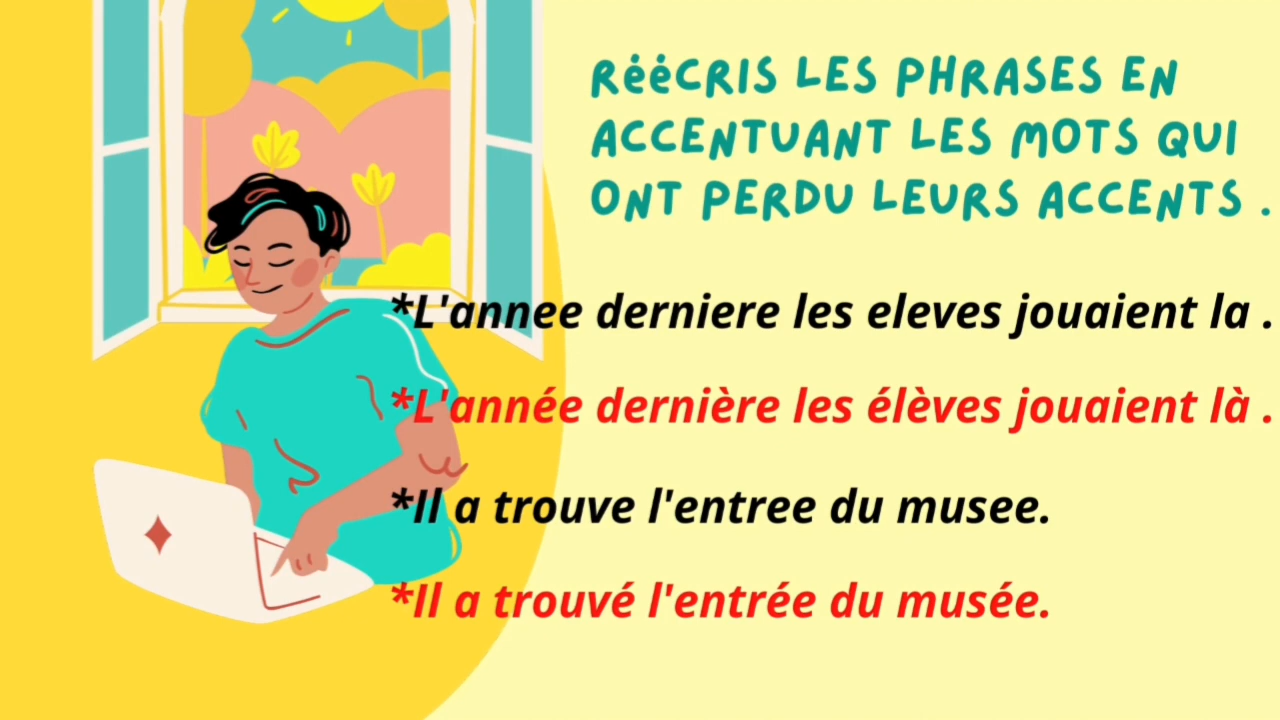 RéÉCRIS LES PHRASES EN
ACCENTUANT LES MOTS QUI
ONT PERDU LEURS ACCENTS .
*L'annee derniere les eleves jouaient la .
*L'année dernière les élèves jouaient là .
*Il a trouve l'entree du musee.
*Il a trouvé l'entrée du musée.